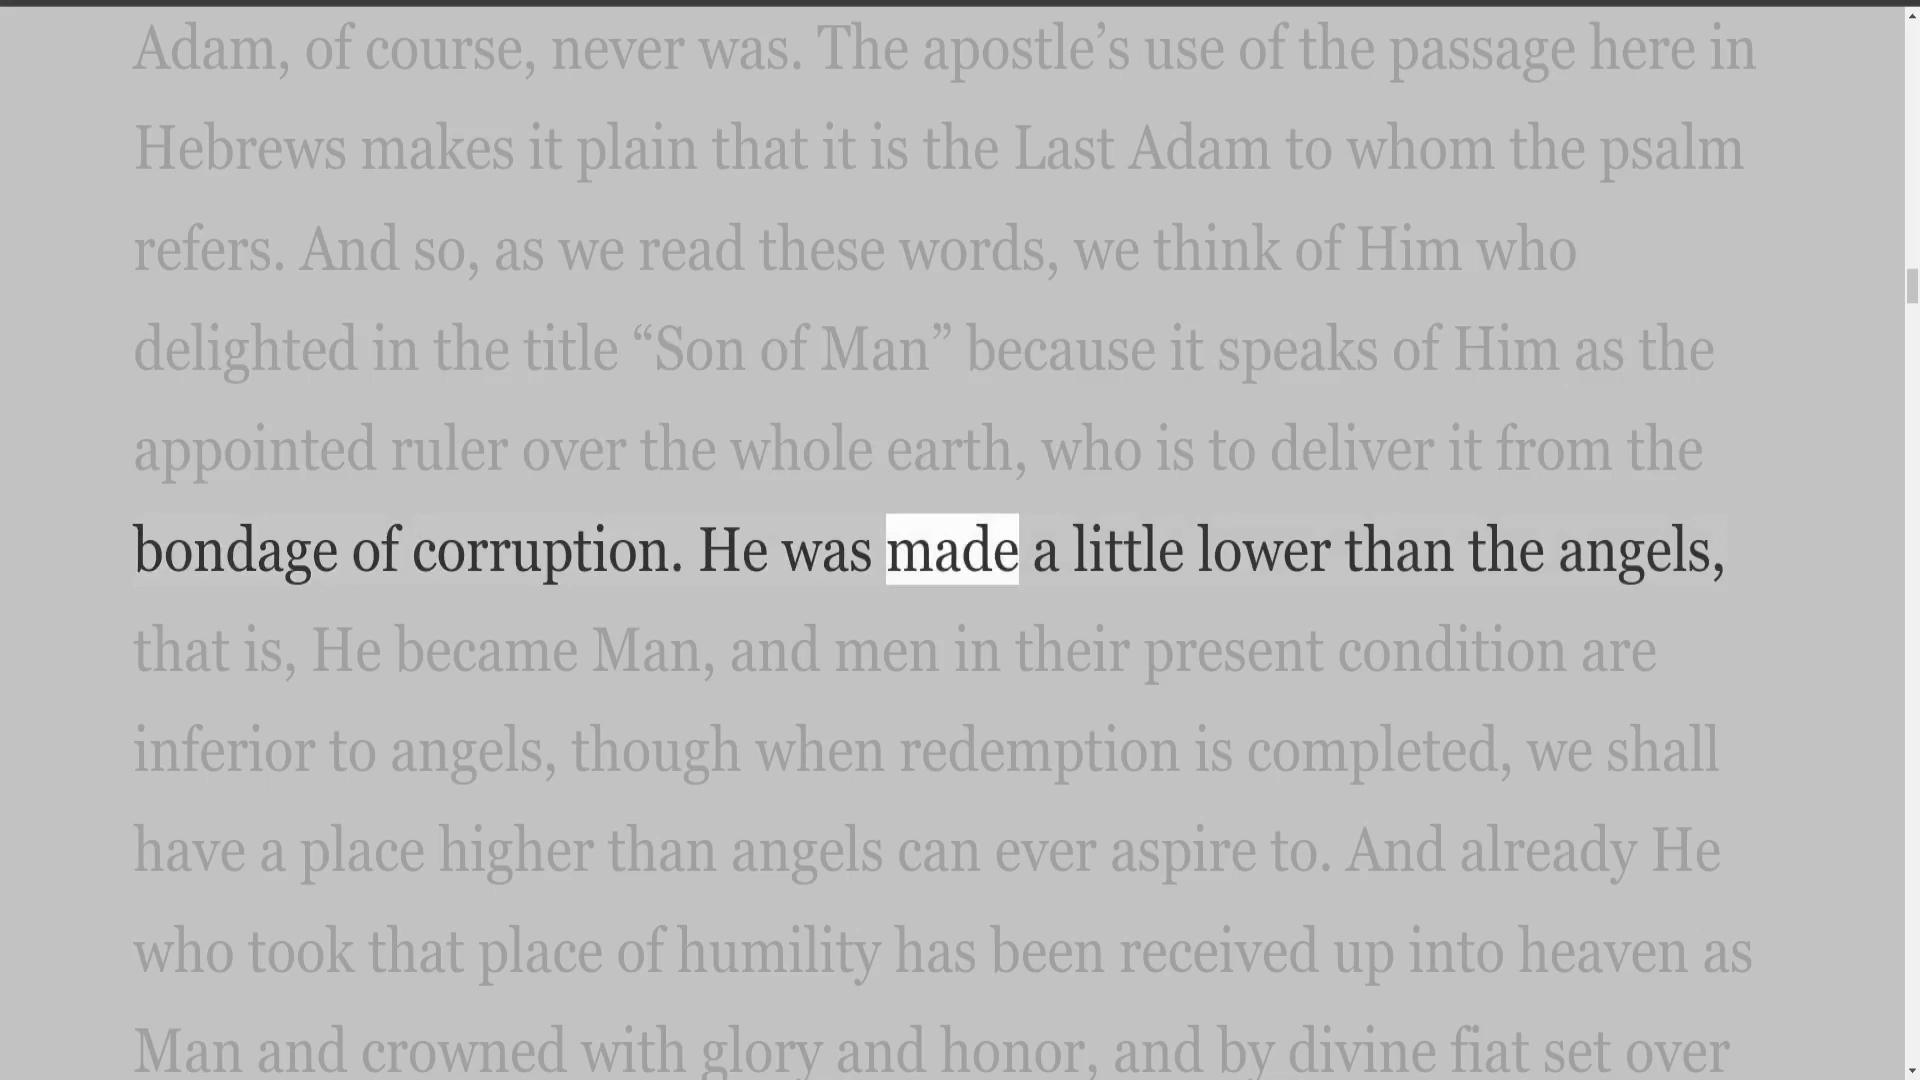 Adam, of course, never was. The apostle’s use of the passage here in
Hebrews makes it plain that it is the Last Adam to whom the psalm
refers. And so, as we read these words, we think of Him who
delighted in the title “Son of Man” because it speaks of Him as the
appointed ruler over the whole earth, who is to deliver it from the
bondage of corruption. He was made a little lower than the angels,
that is, He became Man, and men in their present condition are
inferior to angels, though when redemption is completed, we shall
have a place higher than angels can ever aspire to. And already He
who took that place of humility has been received up into heaven as
Man and crowned with glory and honor, and by divine fiat set over